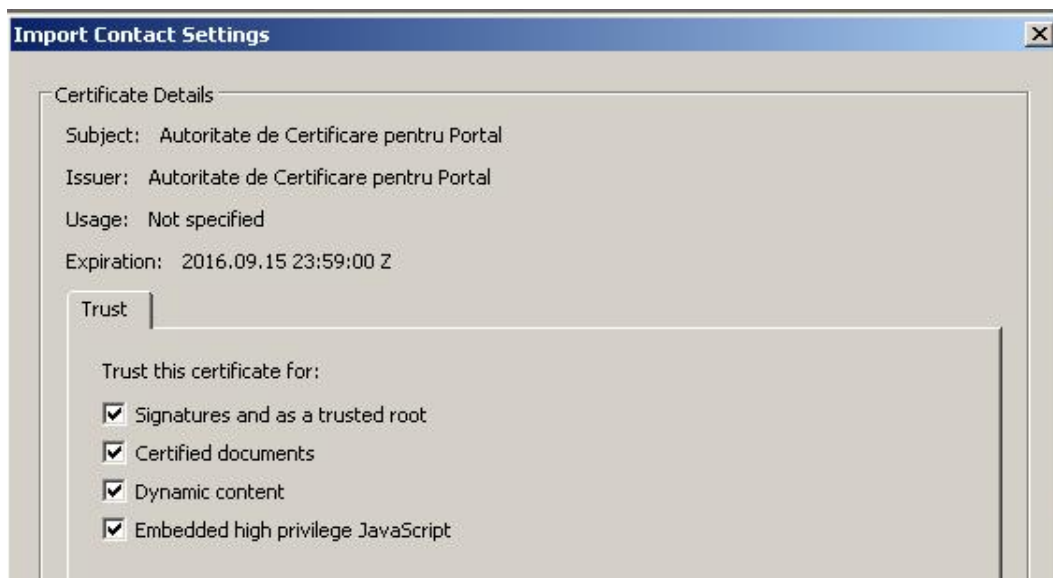 Import Contact Settings
Certificate Details
Subject: Autoritate de Certificare pentru Portal
Issuer: Autoritate de Certificare pentru Portal
Usage: Not specified
Expiration: 2016.09.15 23:59:00 Z
Trust
Trust this certificate for:
Signatures and as a trusted root
Certified documents
Dynamic content
Embedded high privilege JavaScript